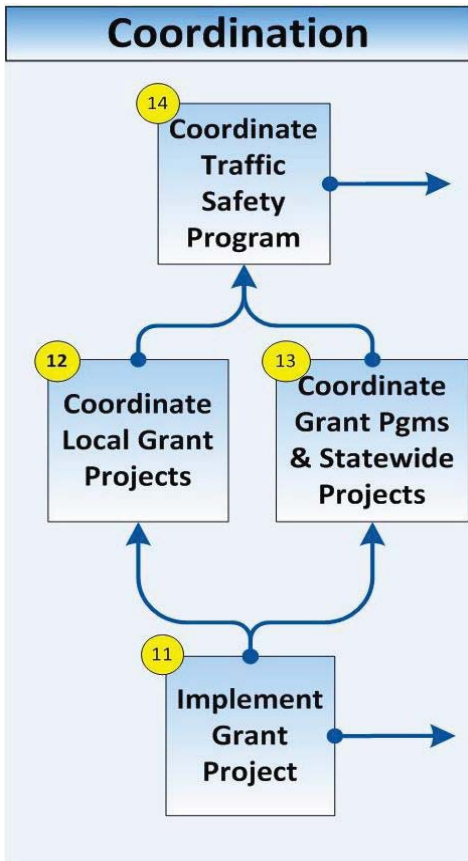 Coordination
14
Coordinate
Traffic
Safety
Program
12
Coordinate
Local Grant
Projects
13
Coordinate
Grant Pgms
& Statewide
Projects
11
Implement
Grant
Project